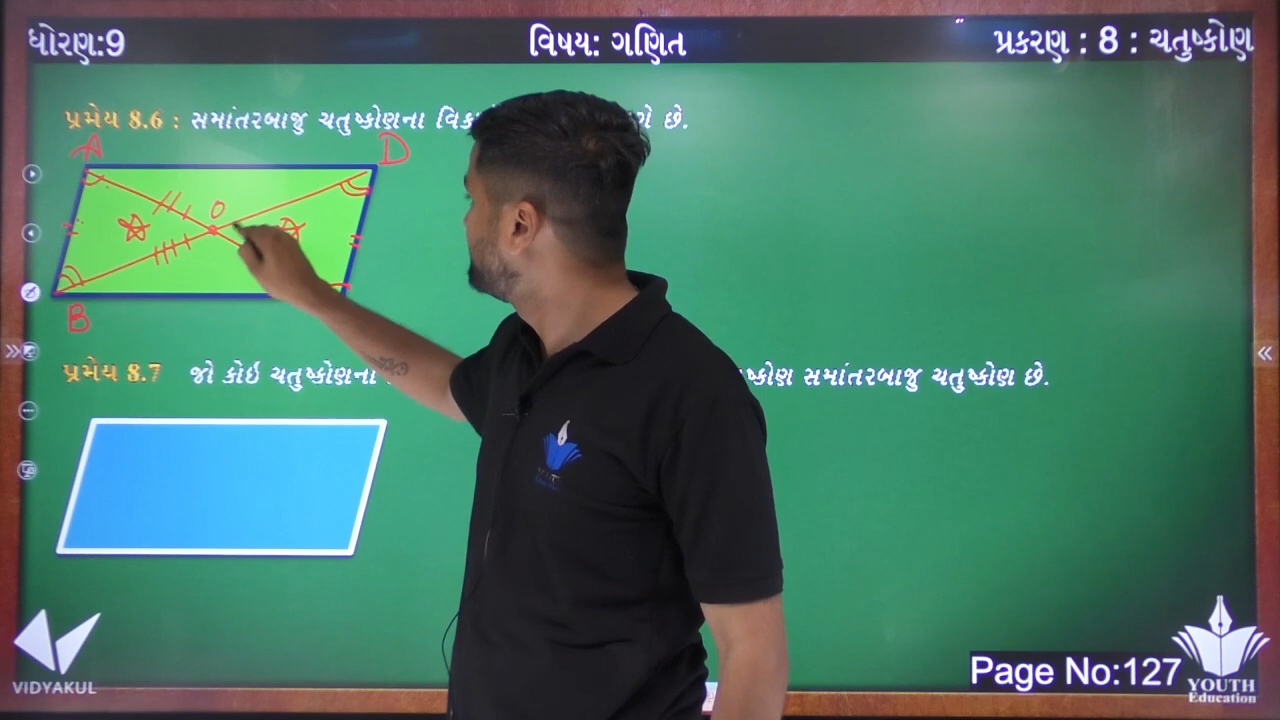 ધોરણ:9
વિષય: ગણિત
પ્રકરણ : 8 : ચતુષ્કોણ
પ્રમેય 8.6 : સમાંતરબાજુ ચતુષ્કોણના છે.
A
D
O
B
પ્રમેય 8.7 જો કોઈ ચતુષ્કોણના સમાંતરબાજુ ચતુષ્કોણ છે.
Page No:127
VIDYAKUL
YOUTH
Education